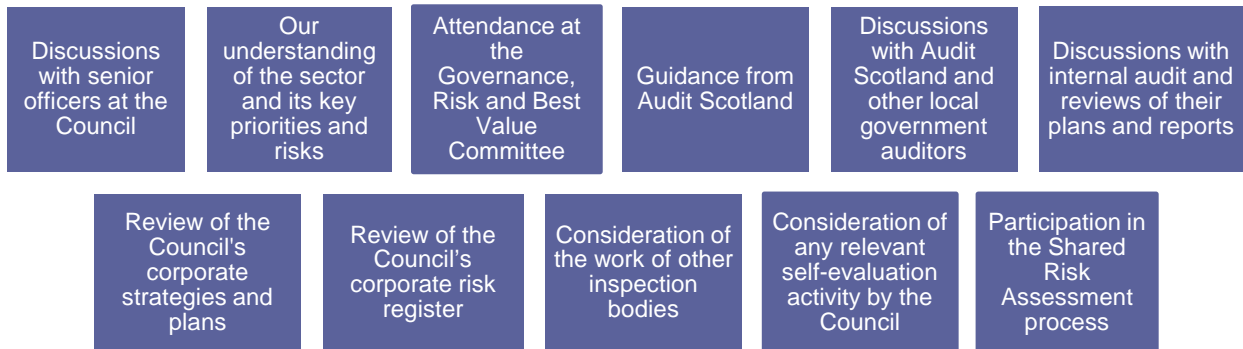 Discussions
with senior
officers at the
Council
Our
understanding
of the sector
and its key
priorities and
risks
Attendance at
the
Governance,
Risk and Best
Value
Committee
Guidance from
Audit Scotland
Discussions
with Audit
Scotland and
other local
government
auditors
Discussions with
internal audit and
reviews of their
plans and reports
Review of the
Council's
corporate
strategies and
plans
Review of the
Council’s
corporate risk
register
Consideration of
the work of other
inspection
bodies
Consideration of
any relevant
self-evaluation
activity by the
Council
Participation in
the Shared
Risk
Assessment
process